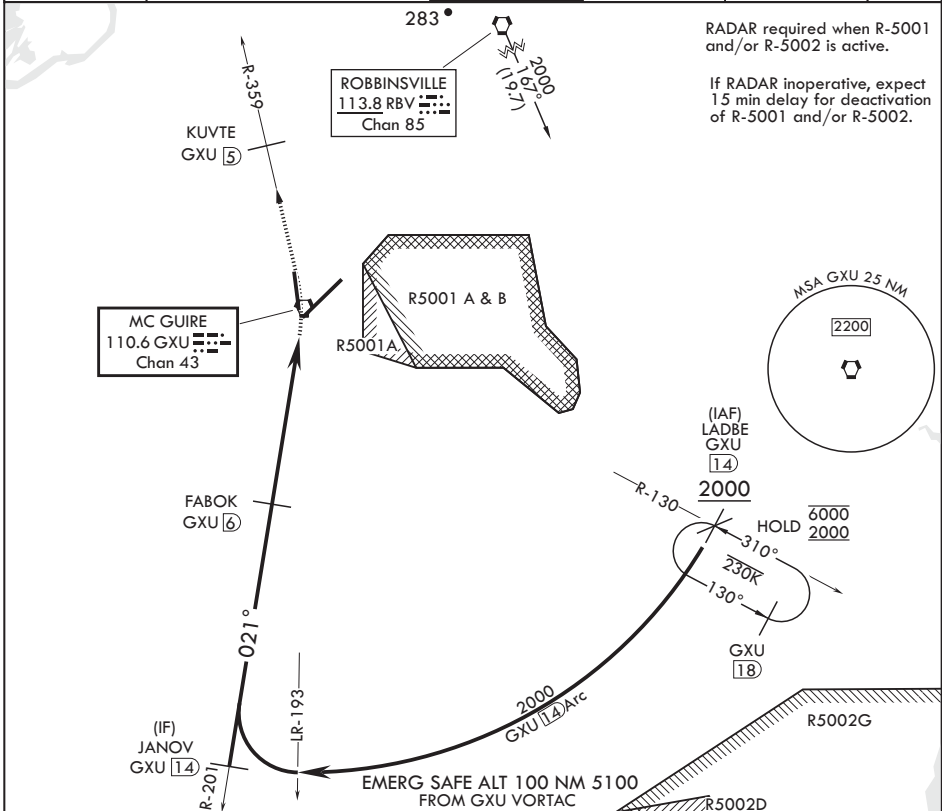 283
RADAR required when R-5001
and/or R-5002 is active.
If RADAR inoperative, expect
15 min delay for deactivation
of R-5001 and/or R-5002.
2000
167°
(19.7)
ROBBINSVILLE
113.8 RBV
Chan 85
R-359
KUVTE
GXU 5
R5001 A & B
R5001A
MC GUIRE
110.6 GXU
Chan 43
MSA GXU 25 NM
2200
(IAF)
LADBE
GXU
14
2000
R-130
HOLD 6000
2000
310°
230K
130°
GXU
18
FABOK
GXU 6
021°
LR-193
2000
GXU 14 Arc
(IF)
JANOV
GXU 14
R-201
EMERG SAFE ALT 100 NM 5100
FROM GXU VORTAC
R5002G
R5002D